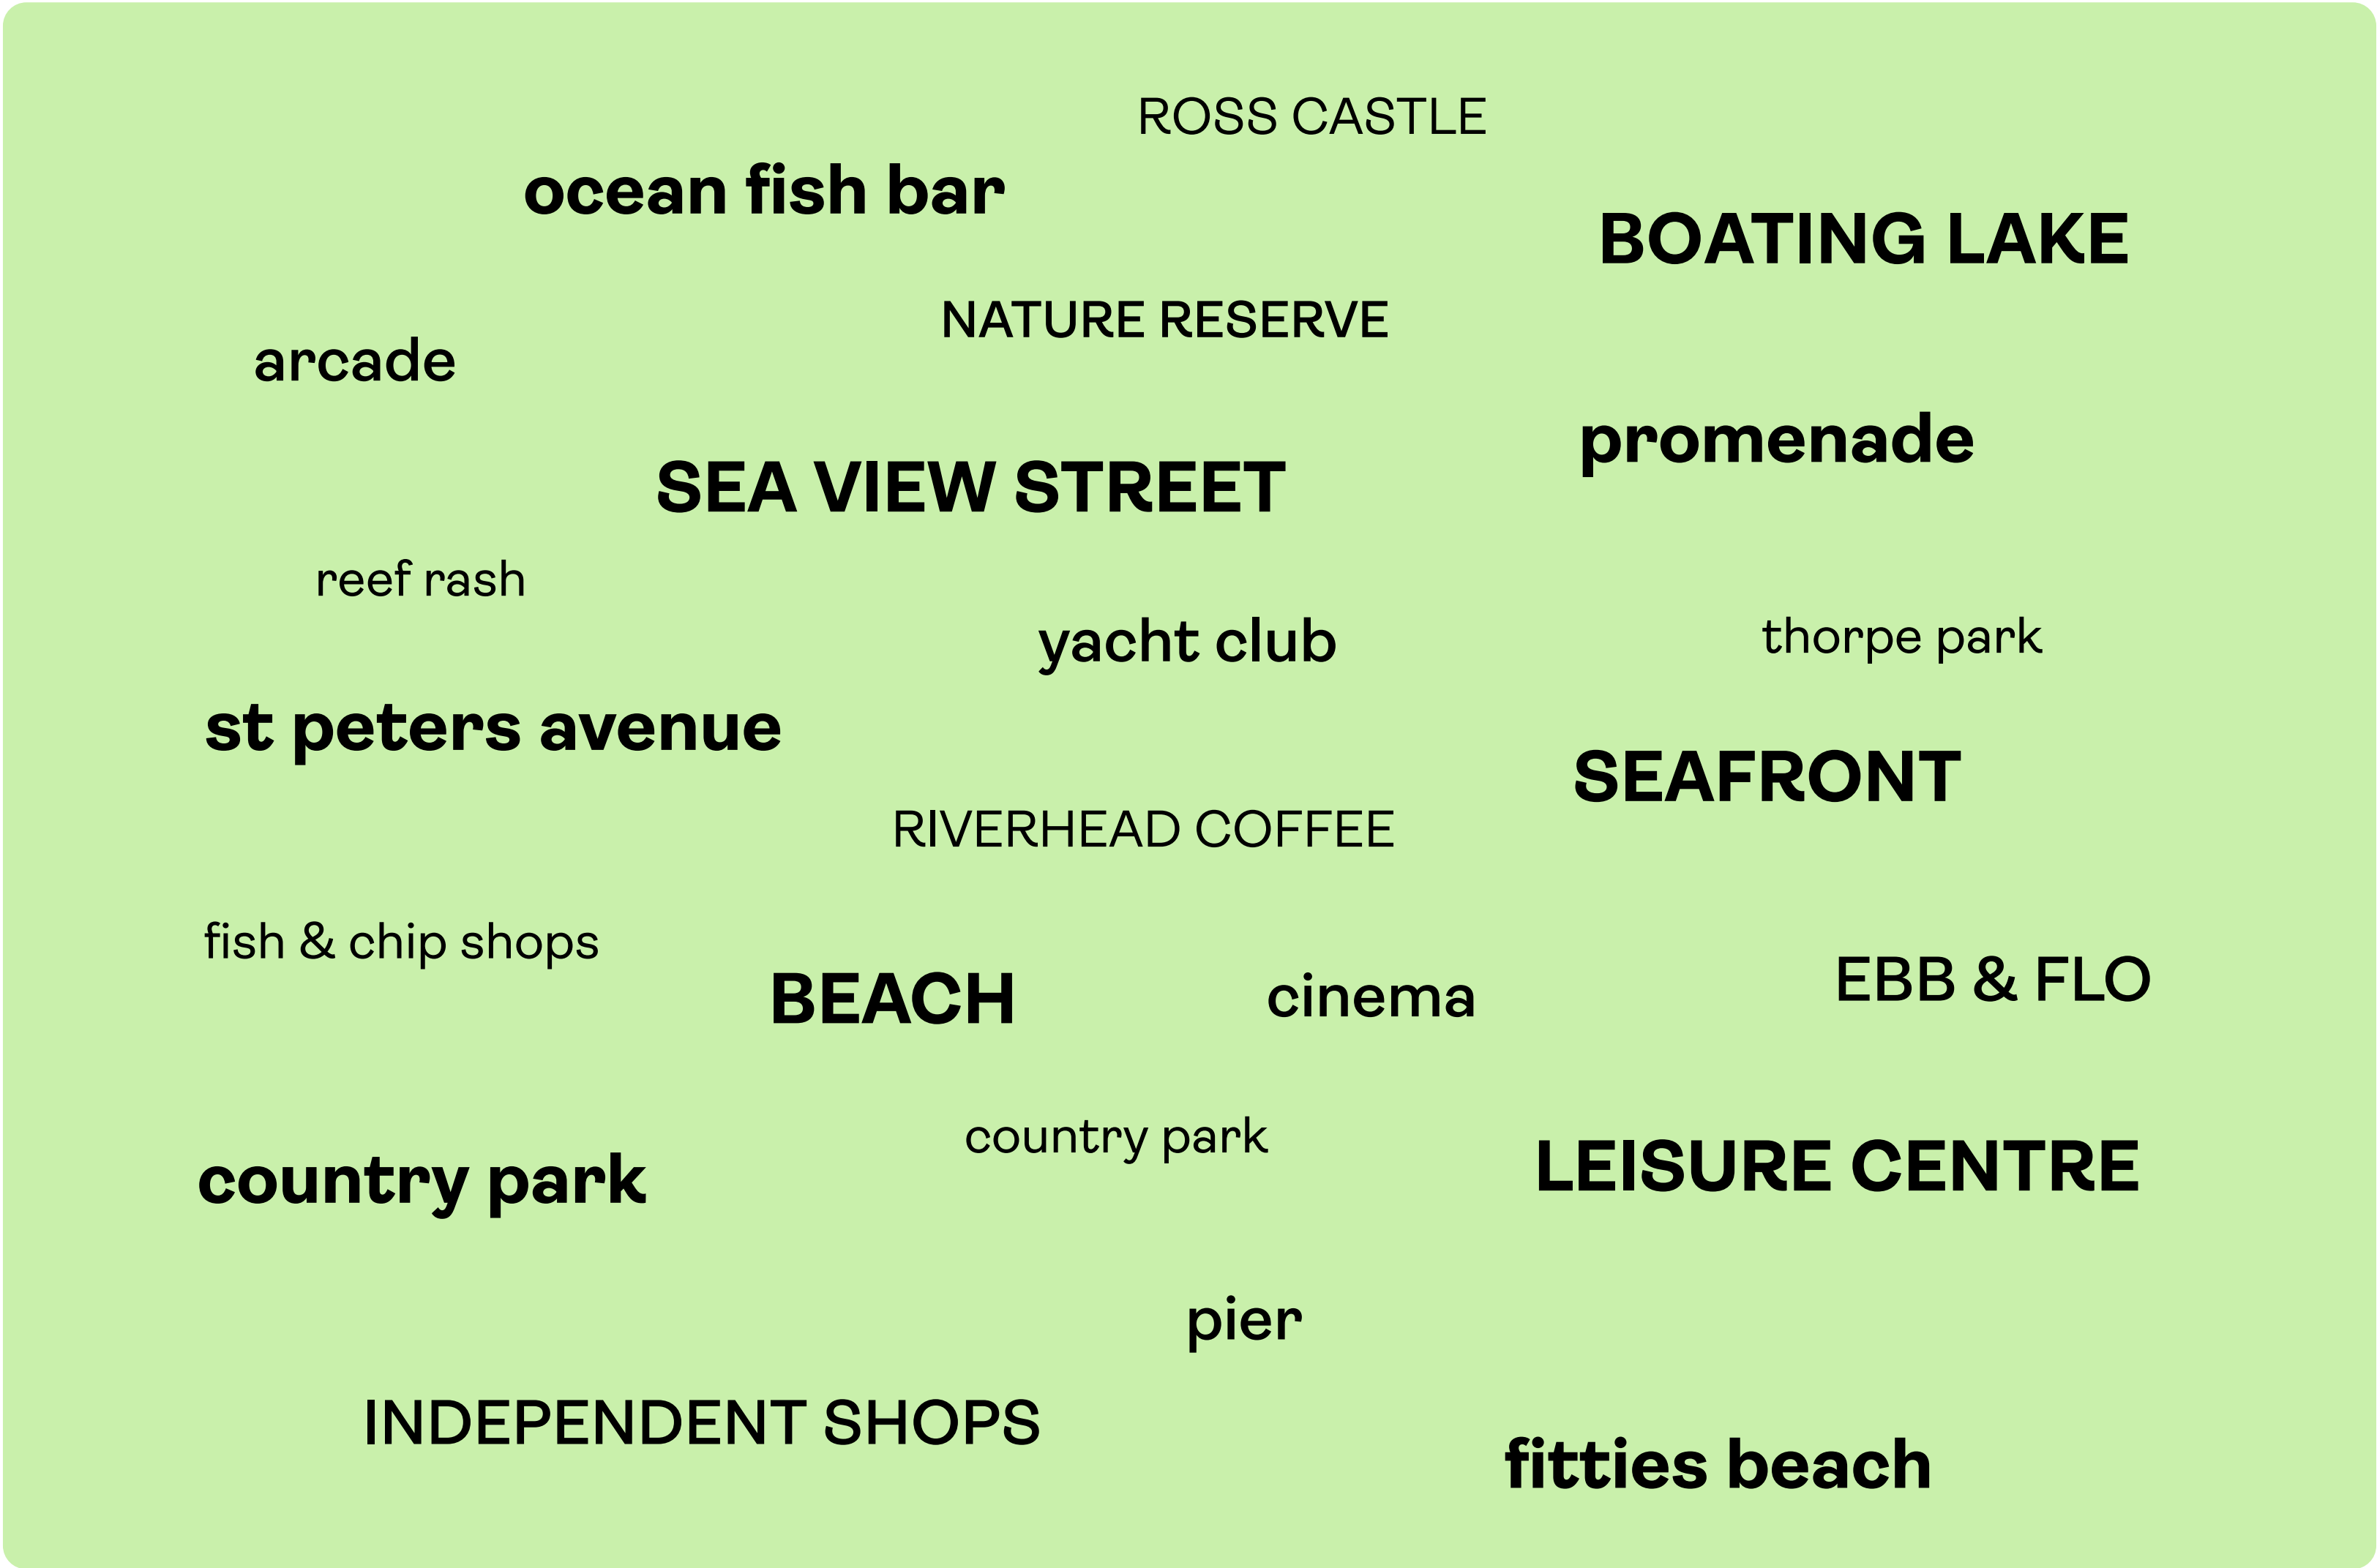 ROSS CASTLE
ocean fish bar
BOATING LAKE
NATURE RESERVE
arcade
promenade
SEA VIEW STREET
reef rash
yacht club
thorpe park
st peters avenue
SEAFRONT
RIVERHEAD COFFEE
fish & chip shops
EBB & FLO
BEACH
cinema
country park
LEISURE CENTRE
country park
pier
INDEPENDENT SHOPS
fitties beach